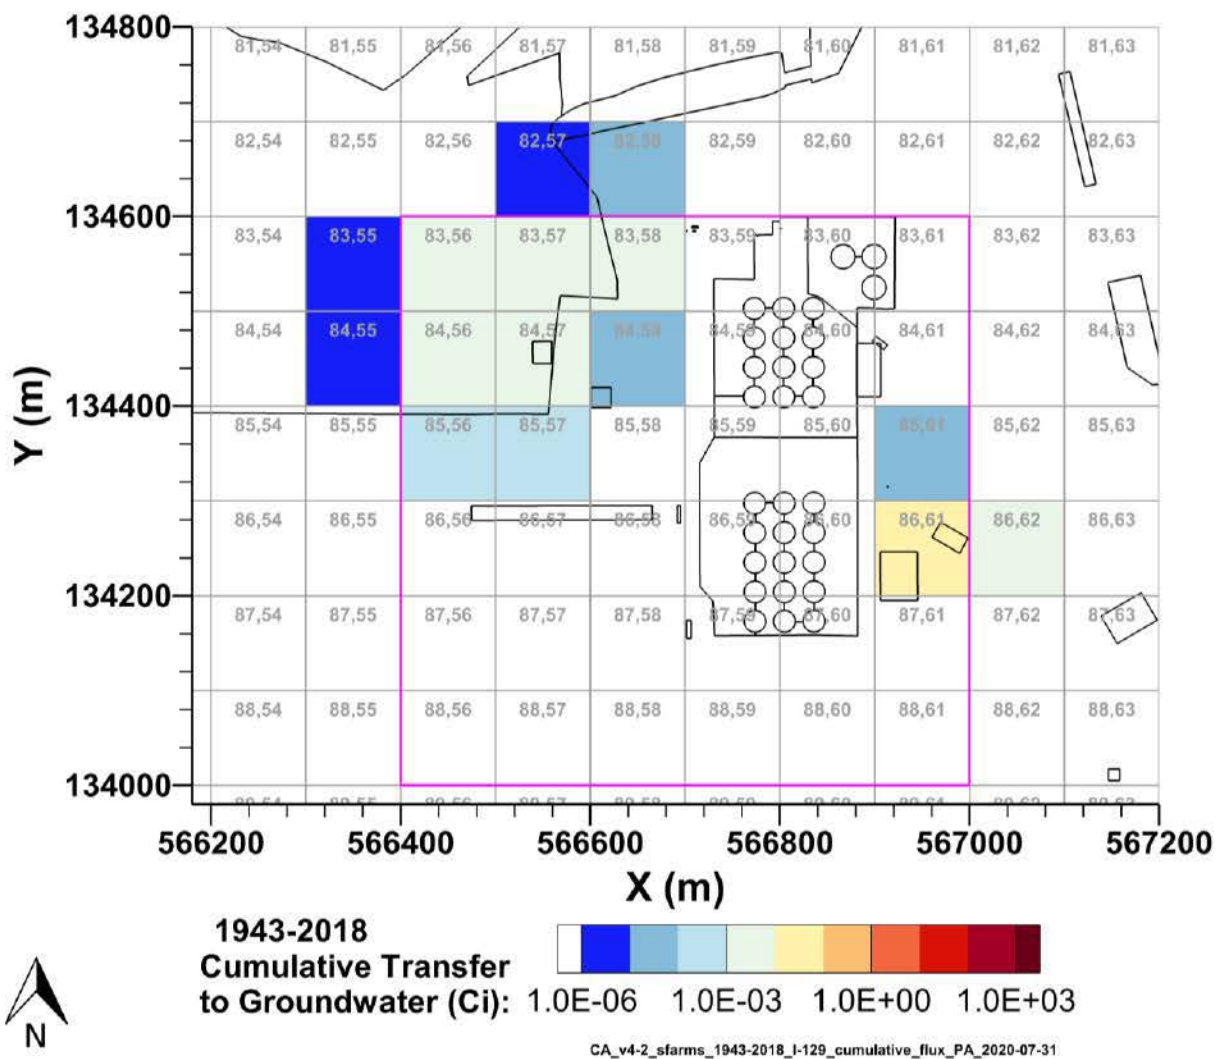 134800
81,54 81,55 81,56 81,57 81,58 81,59 81,60 81,61 81,62 81,63
82,54 82,55 82,56 82,57 82,58 82,59 82,60 82,61 82,62 82,63
134600
83,54 83,55 83,56 83,57 83,58 83,59 83,60 83,61 83,62 83,63
84,54 84,55 84,56 84,57 84,58 84,59 84,60 84,61 84,62 84,63
134400
85,54 85,55 85,56 85,57 85,58 85,59 85,60 85,61 85,62 85,63
86,54 86,55 86,56 86,57 86,58 86,59 86,60 86,61 86,62 86,63
134200
87,54 87,55 87,56 87,57 87,58 87,59 87,60 87,61 87,62 87,63
88,54 88,55 88,56 88,57 88,58 88,59 88,60 88,61 88,62 88,63
134000
Y (m)
566200 566400 566600 566800 567000 567200
X (m)
1943-2018
Cumulative Transfer
to Groundwater (Ci): 1.0E-06 1.0E-03 1.0E+00 1.0E+03
N
CA_v4-2_sfarms_1943-2018_I-129_cumulative_flux_PA_2020-07-31